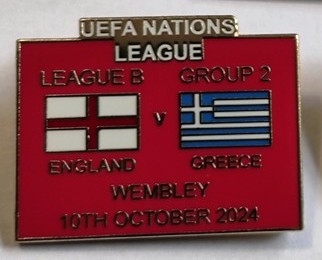 UEFA NATIONS
LEAGUE
LEAGUE B GROUP 2
V
ENGLAND GREECE
WEMBLEY
10TH OCTOBER 2024